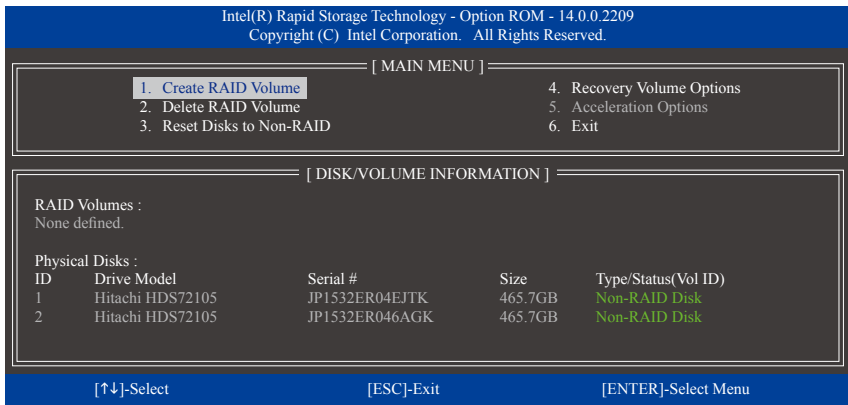 Intel(R) Rapid Storage Technology - Option ROM - 14.0.0.2209
Copyright (C) Intel Corporation. All Rights Reserved.
[ MAIN MENU ]
1. Create RAID Volume 4. Recovery Volume Options
2. Delete RAID Volume 5. Acceleration Options
3. Reset Disks to Non-RAID 6. Exit
[ DISK/VOLUME INFORMATION ]
RAID Volumes :
None defined.
Physical Disks :
ID Drive Model Serial # Size Type/Status(Vol ID)
1 Hitachi HDS72105 JP1532ER04EJTK 465.7GB Non-RAID Disk
2 Hitachi HDS72105 JP1532ER046AGK 465.7GB Non-RAID Disk
[↑↓]-Select [ESC]-Exit [ENTER]-Select Menu